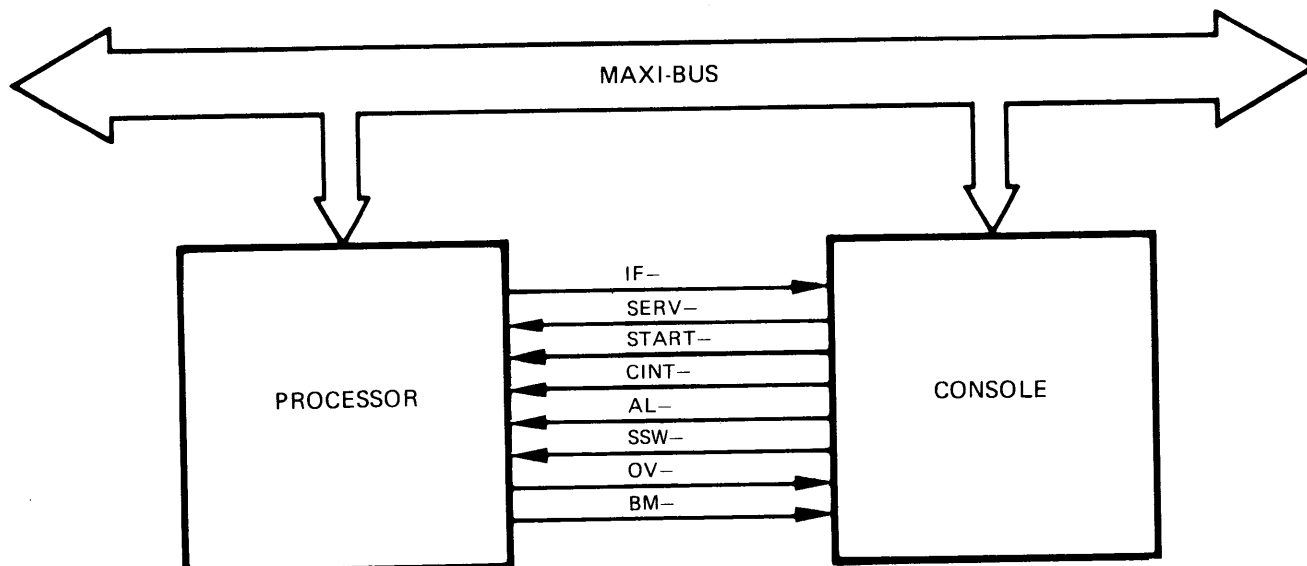 MAXI-BUS
IF–
SERV–
START–
CINT–
AL–
SSW–
OV–
BM–
PROCESSOR
CONSOLE